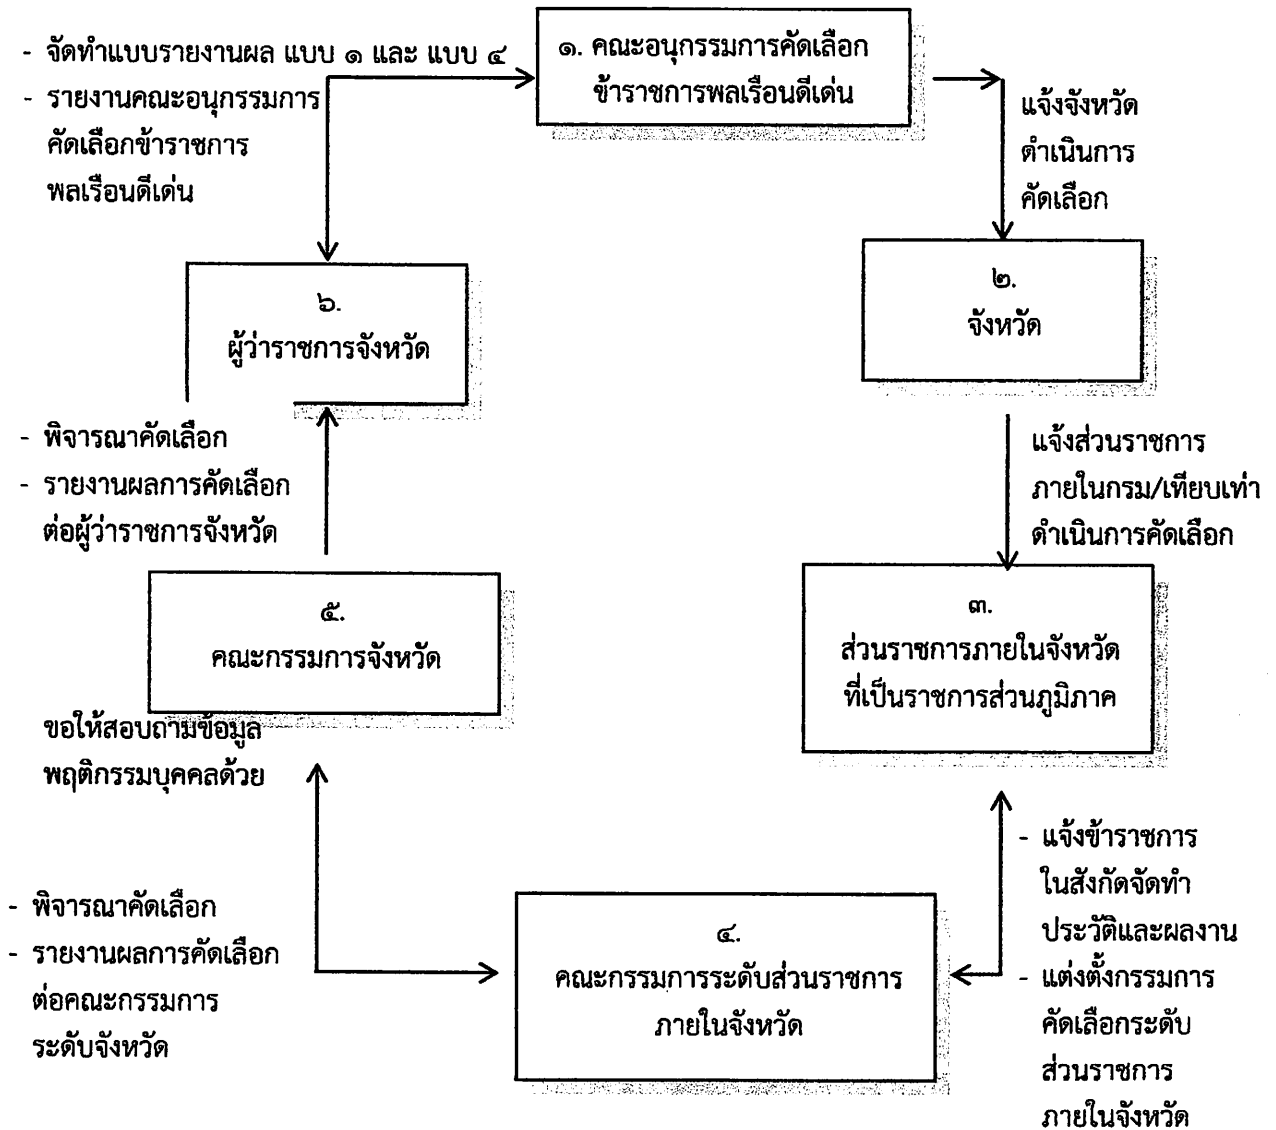 ๑. คณะอนุกรรมการคัดเลือก
ข้าราชการพลเรือนดีเด่น
แจ้งจังหวัด
ดำเนินการ
คัดเลือก
๒.
จังหวัด
แจ้งส่วนราชการ
ภายในกรม/เทียบเท่า
ดำเนินการคัดเลือก
๓.
ส่วนราชการภายในจังหวัด
ที่เป็นราชการส่วนภูมิภาค
- แจ้งข้าราชการ
ในสังกัดจัดทำ
ประวัติและผลงาน
- แต่งตั้งกรรมการ
คัดเลือกระดับ
ส่วนราชการ
ภายในจังหวัด
๔.
คณะกรรมการระดับส่วนราชการ
ภายในจังหวัด
- พิจารณาคัดเลือก
- รายงานผลการคัดเลือก
ต่อคณะกรรมการ
ระดับจังหวัด
๕.
คณะกรรมการจังหวัด
ขอให้สอบถามข้อมูล
พฤติกรรมบุคคลด้วย
- พิจารณาคัดเลือก
- รายงานผลการคัดเลือก
ต่อผู้ว่าราชการจังหวัด
๖.
ผู้ว่าราชการจังหวัด
- จัดทำแบบรายงานผล แบบ ๑ และ แบบ ๔
- รายงานคณะอนุกรรมการ
คัดเลือกข้าราชการ
พลเรือนดีเด่น